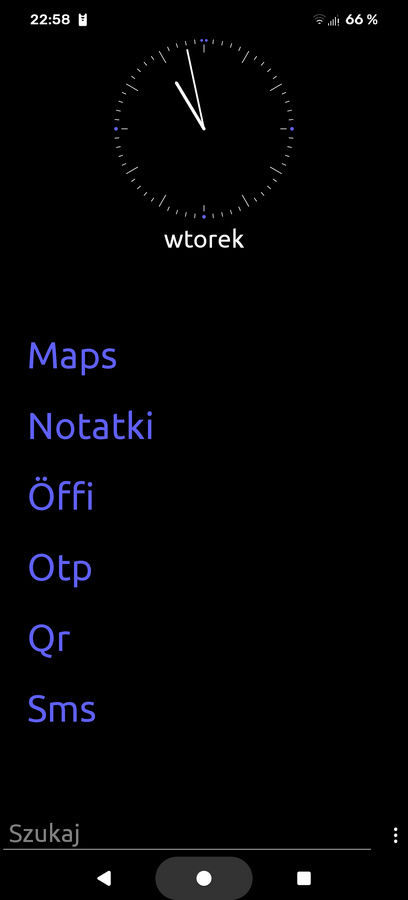 22:58 66 %
wtorek
Maps
Notatki
Öffi
Otp
Qr
Sms
Szukaj